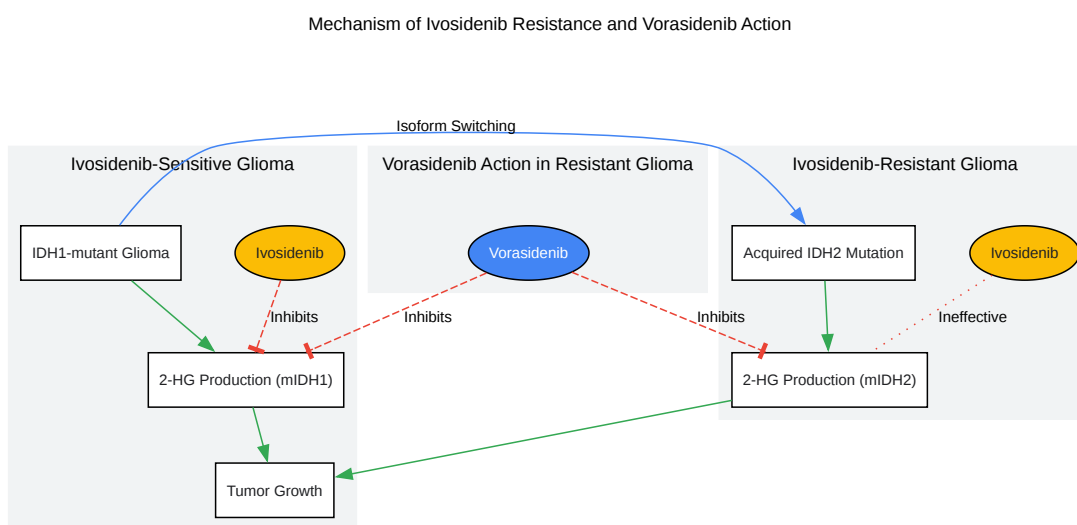 Mechanism of Ivosidenib Resistance and Vorasidenib Action
Isoform Switching
Ivosidenib-Sensitive Glioma
Vorasidenib Action in Resistant Glioma
Ivosidenib-Resistant Glioma
IDH1-mutant Glioma
Ivosidenib
Vorasidenib
Acquired IDH2 Mutation
Ivosidenib
Inhibits
Inhibits
Inhibits
Ineffective
2-HG Production (mIDH1)
2-HG Production (mIDH2)
Tumor Growth